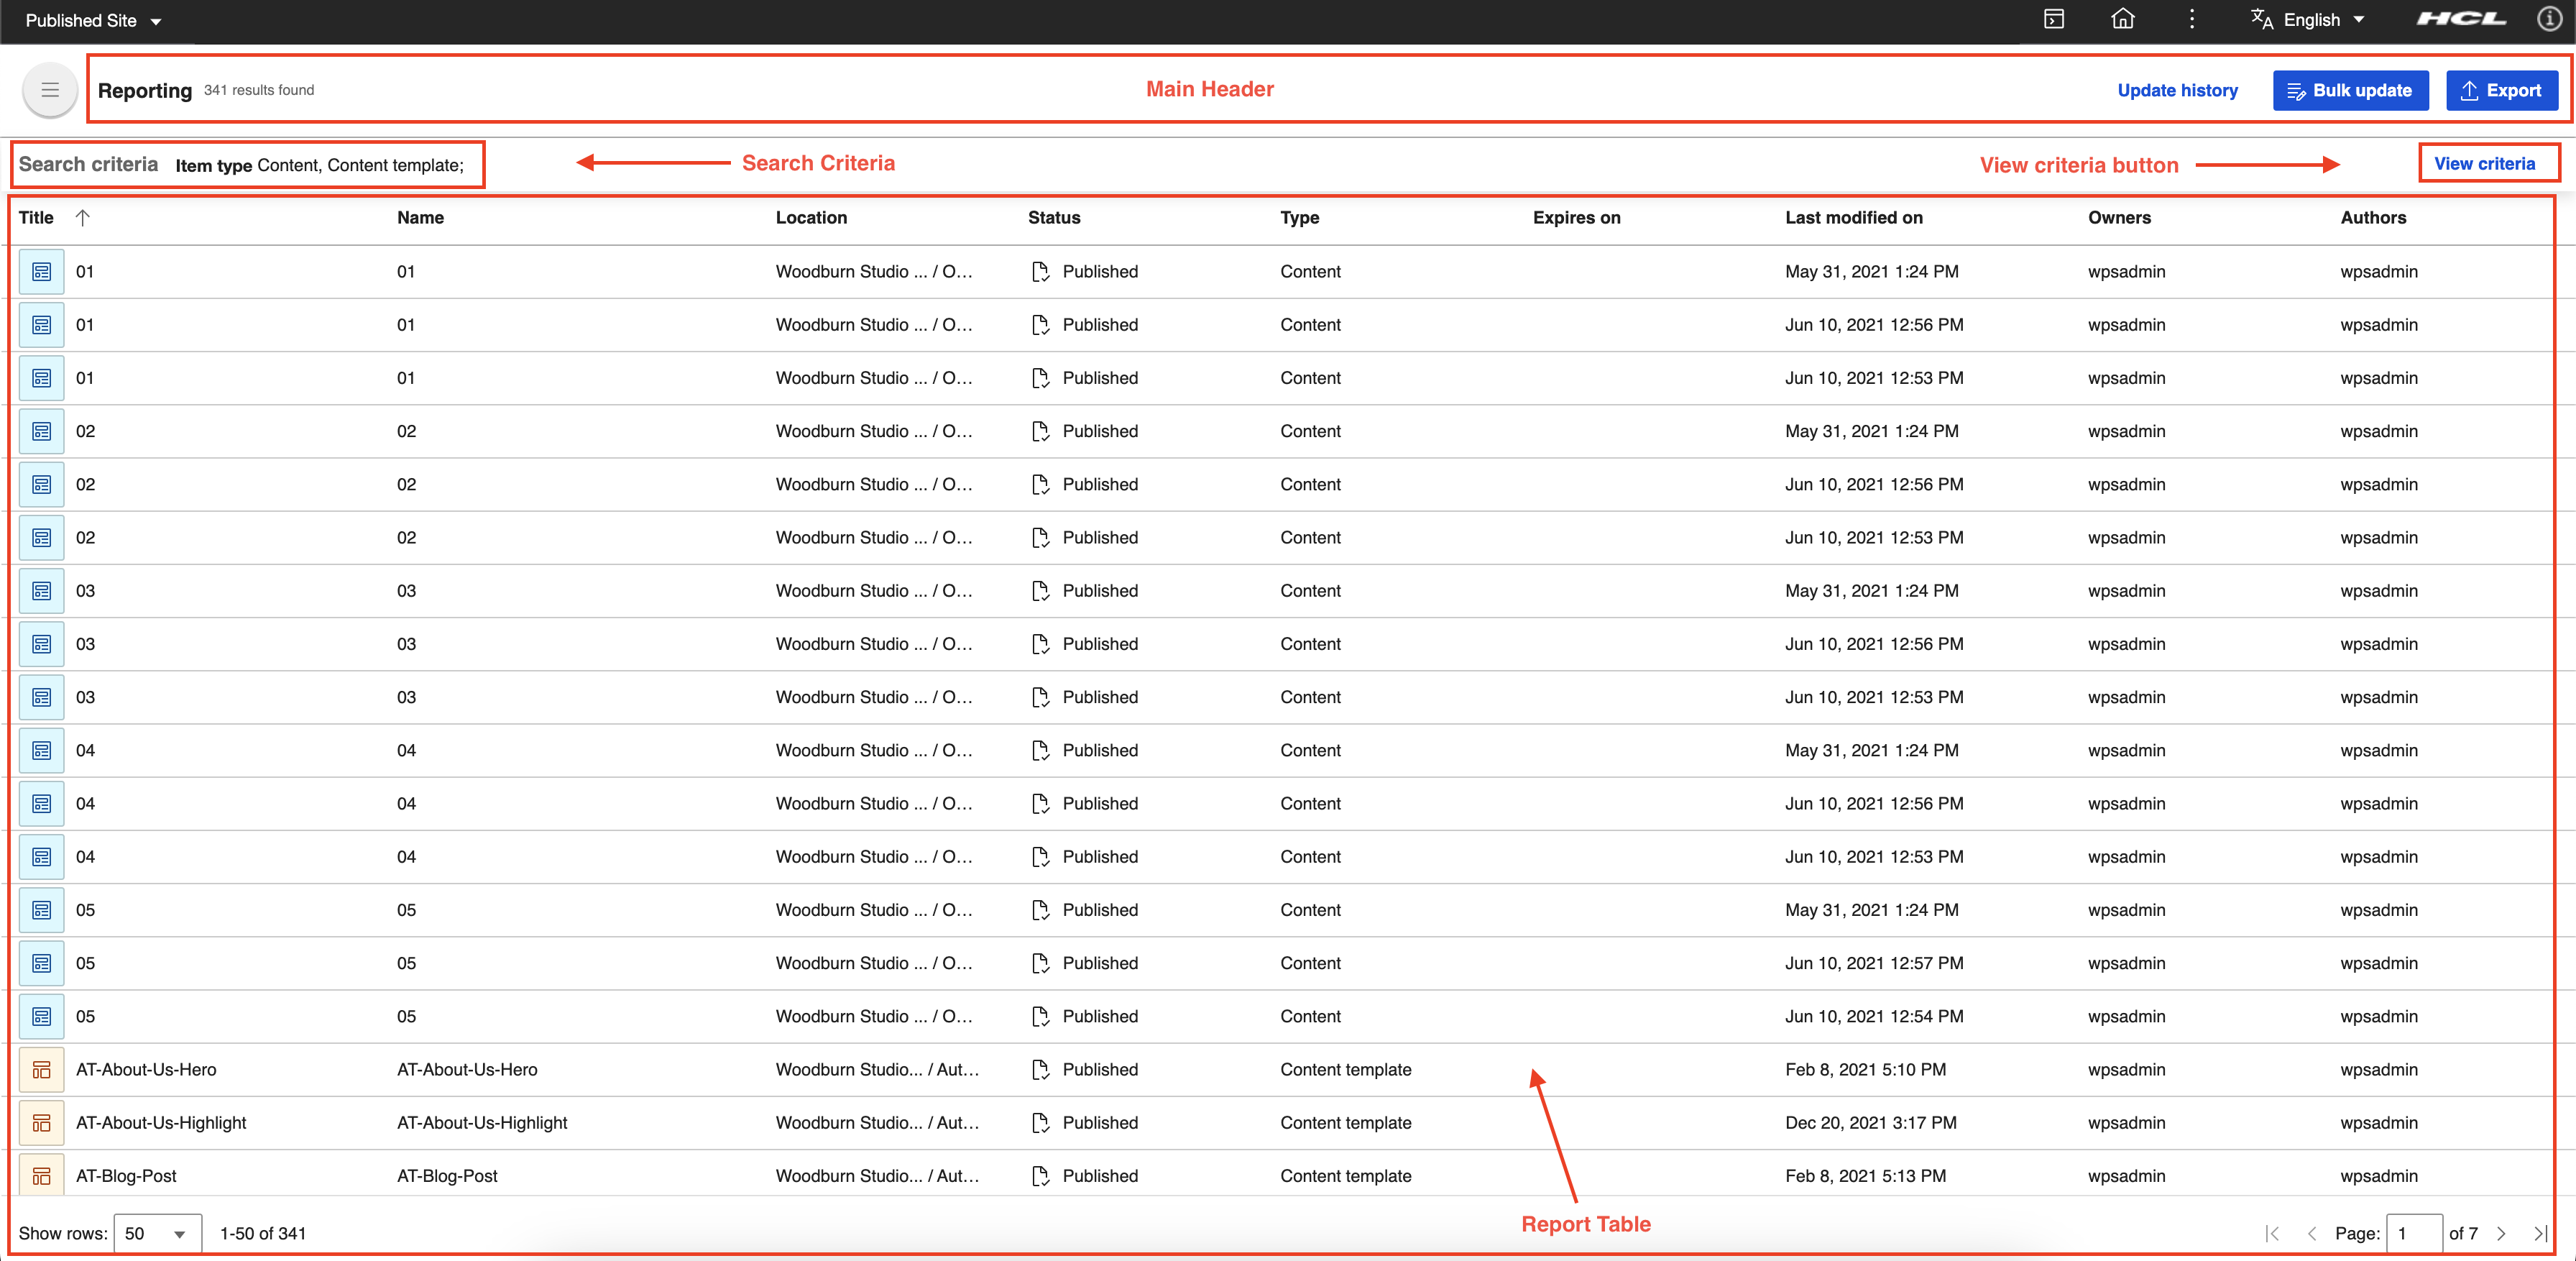 Published Site English HCL
Reporting 341 results found Main Header Update history Bulk update Export
Search criteria Item type Content, Content template; Search Criteria View criteria button View criteria
Title Name Location Status Type Expires on Last modified on Owners Authors
01 01 Woodburn Studio ... / O... Published Content May 31, 2021 1:24 PM wpsadmin wpsadmin
01 01 Woodburn Studio ... / O... Published Content Jun 10, 2021 12:56 PM wpsadmin wpsadmin
01 01 Woodburn Studio ... / O... Published Content Jun 10, 2021 12:53 PM wpsadmin wpsadmin
02 02 Woodburn Studio ... / O... Published Content May 31, 2021 1:24 PM wpsadmin wpsadmin
02 02 Woodburn Studio ... / O... Published Content Jun 10, 2021 12:56 PM wpsadmin wpsadmin
02 02 Woodburn Studio ... / O... Published Content Jun 10, 2021 12:53 PM wpsadmin wpsadmin
03 03 Woodburn Studio ... / O... Published Content May 31, 2021 1:24 PM wpsadmin wpsadmin
03 03 Woodburn Studio ... / O... Published Content Jun 10, 2021 12:56 PM wpsadmin wpsadmin
03 03 Woodburn Studio ... / O... Published Content Jun 10, 2021 12:53 PM wpsadmin wpsadmin
04 04 Woodburn Studio ... / O... Published Content May 31, 2021 1:24 PM wpsadmin wpsadmin
04 04 Woodburn Studio ... / O... Published Content Jun 10, 2021 12:56 PM wpsadmin wpsadmin
04 04 Woodburn Studio ... / O... Published Content Jun 10, 2021 12:53 PM wpsadmin wpsadmin
05 05 Woodburn Studio ... / O... Published Content May 31, 2021 1:24 PM wpsadmin wpsadmin
05 05 Woodburn Studio ... / O... Published Content Jun 10, 2021 12:57 PM wpsadmin wpsadmin
05 05 Woodburn Studio ... / O... Published Content Jun 10, 2021 12:54 PM wpsadmin wpsadmin
AT-About-Us-Hero AT-About-Us-Hero Woodburn Studio... / Aut... Published Content template Feb 8, 2021 5:10 PM wpsadmin wpsadmin
AT-About-Us-Highlight AT-About-Us-Highlight Woodburn Studio... / Aut... Published Content template Dec 20, 2021 3:17 PM wpsadmin wpsadmin
AT-Blog-Post AT-Blog-Post Woodburn Studio... / Aut... Published Content template Feb 8, 2021 5:13 PM wpsadmin wpsadmin
Report Table
Show rows: 50 1-50 of 341 Page: 1 of 7